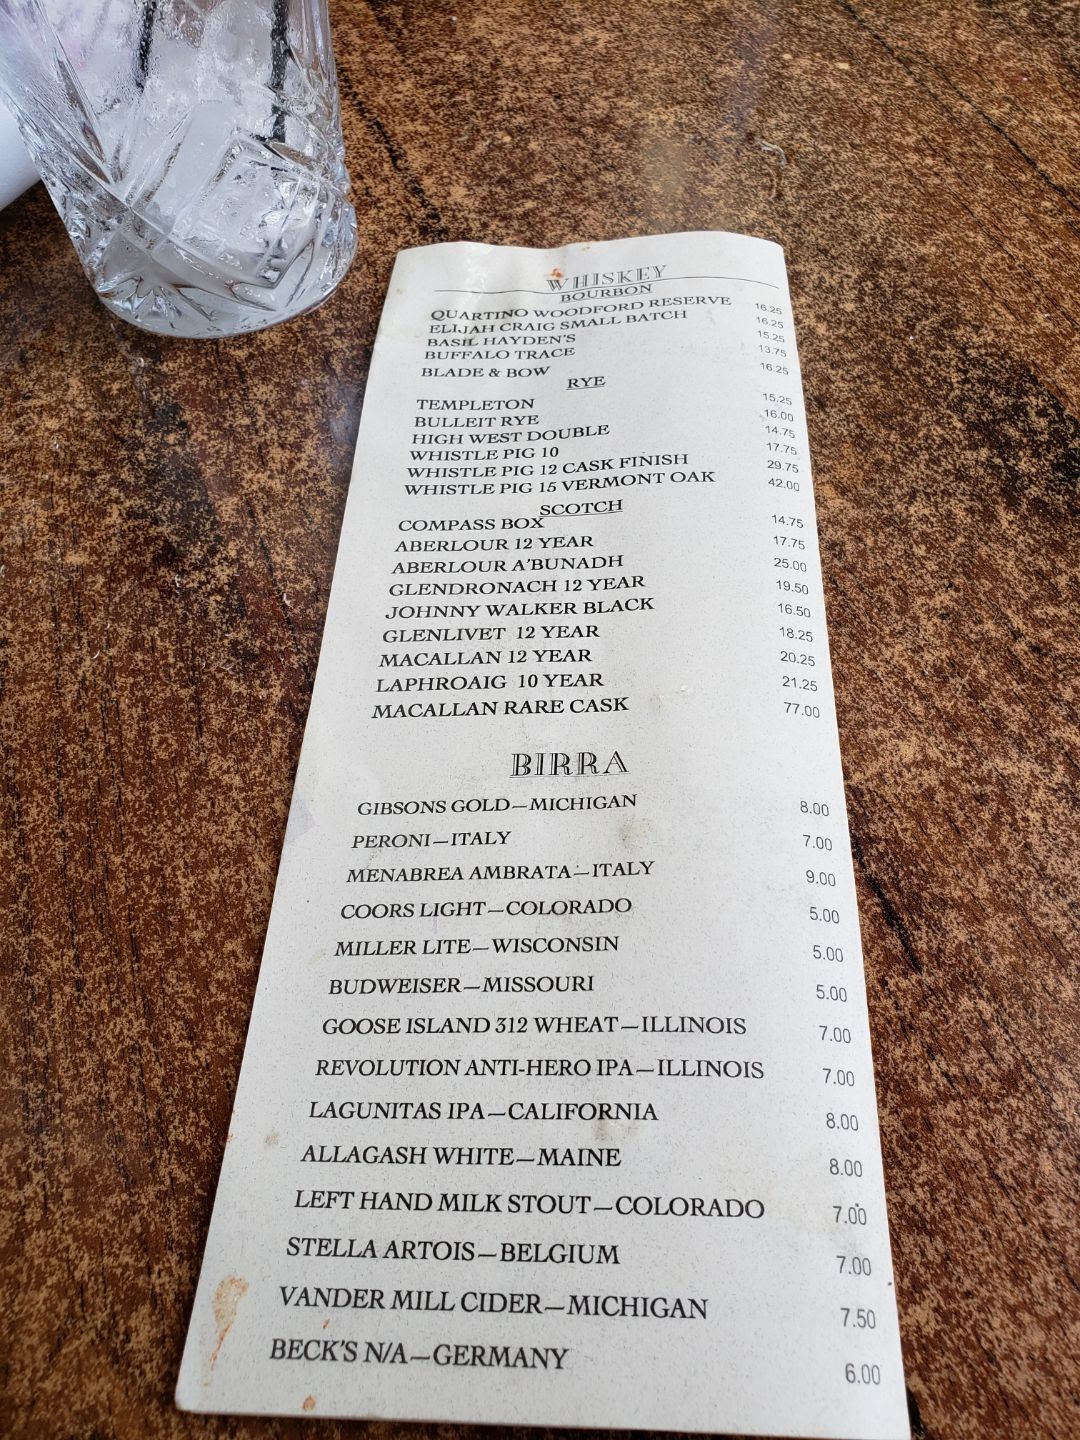 WHISKEY
BOURBON
QUARTINO WOODFORD RESERVE 16.25
ELIJAH CRAIG SMALL BATCH 16.25
BASIL HAYDEN'S 15.25
BUFFALO TRACE 13.75
BLADE & BOW 16.25
RYE
TEMPLETON 15.25
BULLEIT RYE 16.00
HIGH WEST DOUBLE 14.75
WHISTLE PIG 10 17.75
WHISTLE PIG 12 CASK FINISH 29.75
WHISTLE PIG 15 VERMONT OAK 42.00
SCOTCH
COMPASS BOX 14.75
ABERLOUR 12 YEAR 17.75
ABERLOUR A'BUNADH 25.00
GLENDRONACH 12 YEAR 19.50
JOHNNY WALKER BLACK 16.50
GLENLIVET 12 YEAR 18.25
MACALLAN 12 YEAR 20.25
LAPHROAIG 10 YEAR 21.25
MACALLAN RARE CASK 77.00
BIRRA
GIBSONS GOLD—MICHIGAN 8.00
PERONI—ITALY 7.00
MENABREA AMBRATA—ITALY 9.00
COORS LIGHT—COLORADO 5.00
MILLER LITE—WISCONSIN 5.00
BUDWEISER—MISSOURI 5.00
GOOSE ISLAND 312 WHEAT—ILLINOIS 7.00
REVOLUTION ANTI-HERO IPA—ILLINOIS 7.00
LAGUNITAS IPA—CALIFORNIA 8.00
ALLAGASH WHITE—MAINE 8.00
LEFT HAND MILK STOUT—COLORADO 7.00
STELLA ARTOIS—BELGIUM 7.00
VANDER MILL CIDER—MICHIGAN 7.50
BECK'S N/A—GERMANY 6.00